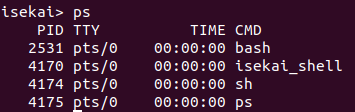 isekai> ps
    PID TTY          TIME CMD
   2531 pts/0    00:00:00 bash
   4170 pts/0    00:00:00 isekai_shell
   4174 pts/0    00:00:00 sh
   4175 pts/0    00:00:00 ps